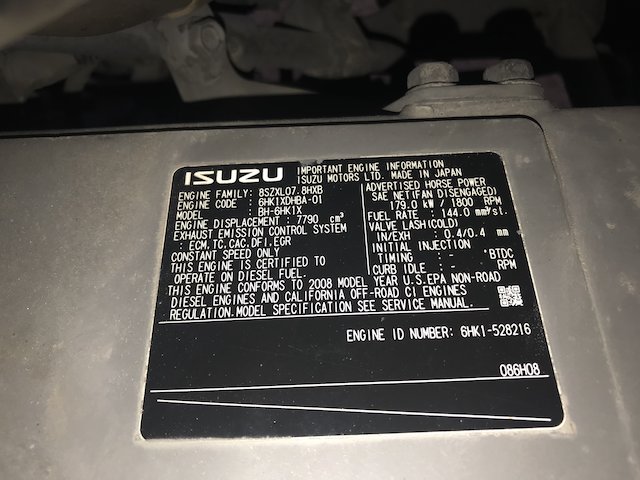 ISUZU IMPORTANT ENGINE INFORMATION
ISUZU MOTORS LTD. MADE IN JAPAN
ENGINE FAMILY: 8SZXL07.8HXB
ENGINE CODE : 6HK1XDHBA-01
MODEL : BH-6HK1X
ENGINE DISPLACEMENT : 7790 cm³
EXHAUST EMISSION CONTROL SYSTEM
: ECM,TC,CAC,DFI,EGR
CONSTANT SPEED ONLY
THIS ENGINE IS CERTIFIED TO
OPERATE ON DIESEL FUEL.
ADVERTISED HORSE POWER
SAE NET(FAN DISENGAGED)
179.0 kW / 1800 RPM
FUEL RATE : 144.0 mm³st.
VALVE LASH(COLD)
IN/EXH : 0.4/0.4 mm
INITIAL INJECTION
TIMING : - °BTDC
CURB IDLE : - RPM
THIS ENGINE CONFORMS TO 2008 MODEL YEAR U.S.EPA NON-ROAD
DIESEL ENGINES AND CALIFORNIA OFF-ROAD CI ENGINES
REGULATION.MODEL SPECIFICATION SEE SERVICE MANUAL.
ENGINE ID NUMBER: 6HK1-528216
086H08